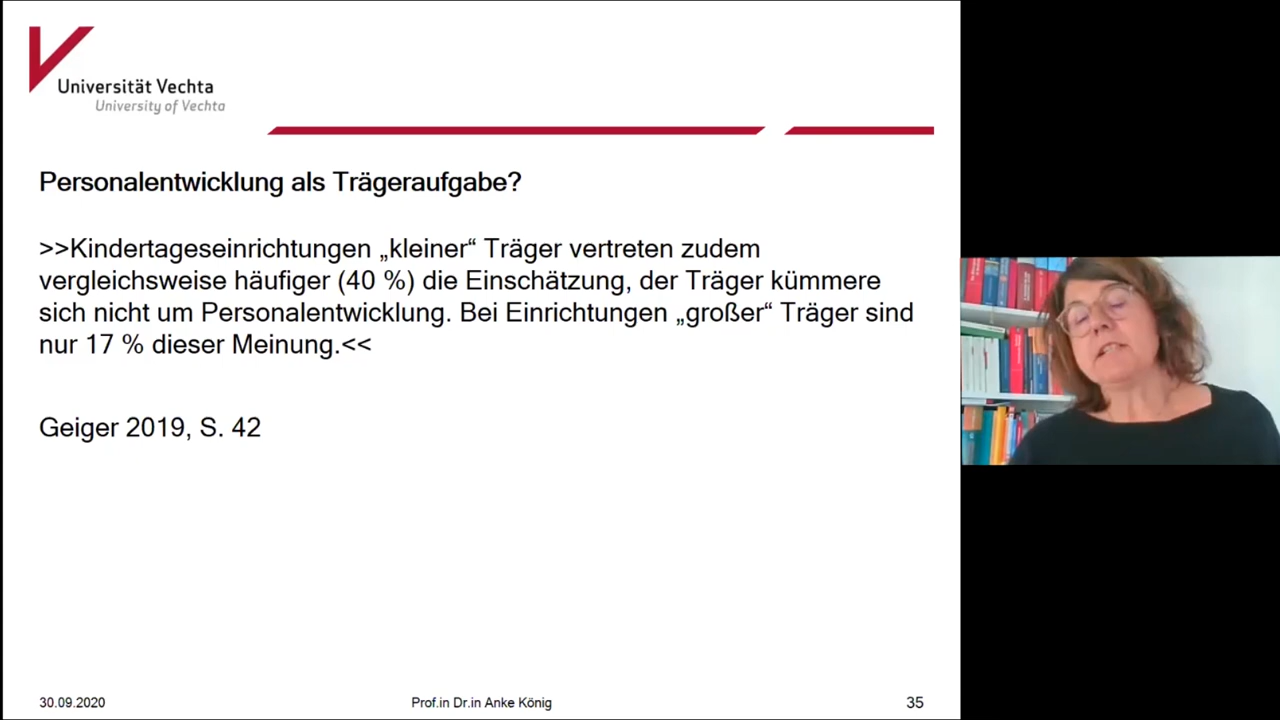 Universität Vechta
University of Vechta
Personalentwicklung als Trägeraufgabe?
>>Kindertageseinrichtungen „kleiner“ Träger vertreten zudem
vergleichsweise häufiger (40 %) die Einschätzung, der Träger kümmere
sich nicht um Personalentwicklung. Bei Einrichtungen „großer“ Träger sind
nur 17 % dieser Meinung.<<
Geiger 2019, S. 42
30.09.2020
Prof.in Dr.in Anke König
35